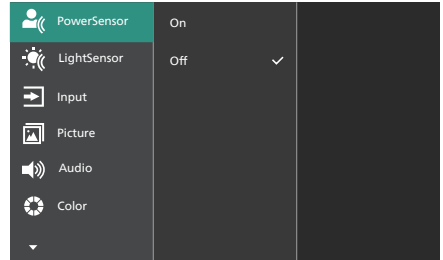 PowerSensor
On
LightSensor
Off
Input
Picture
Audio
Color